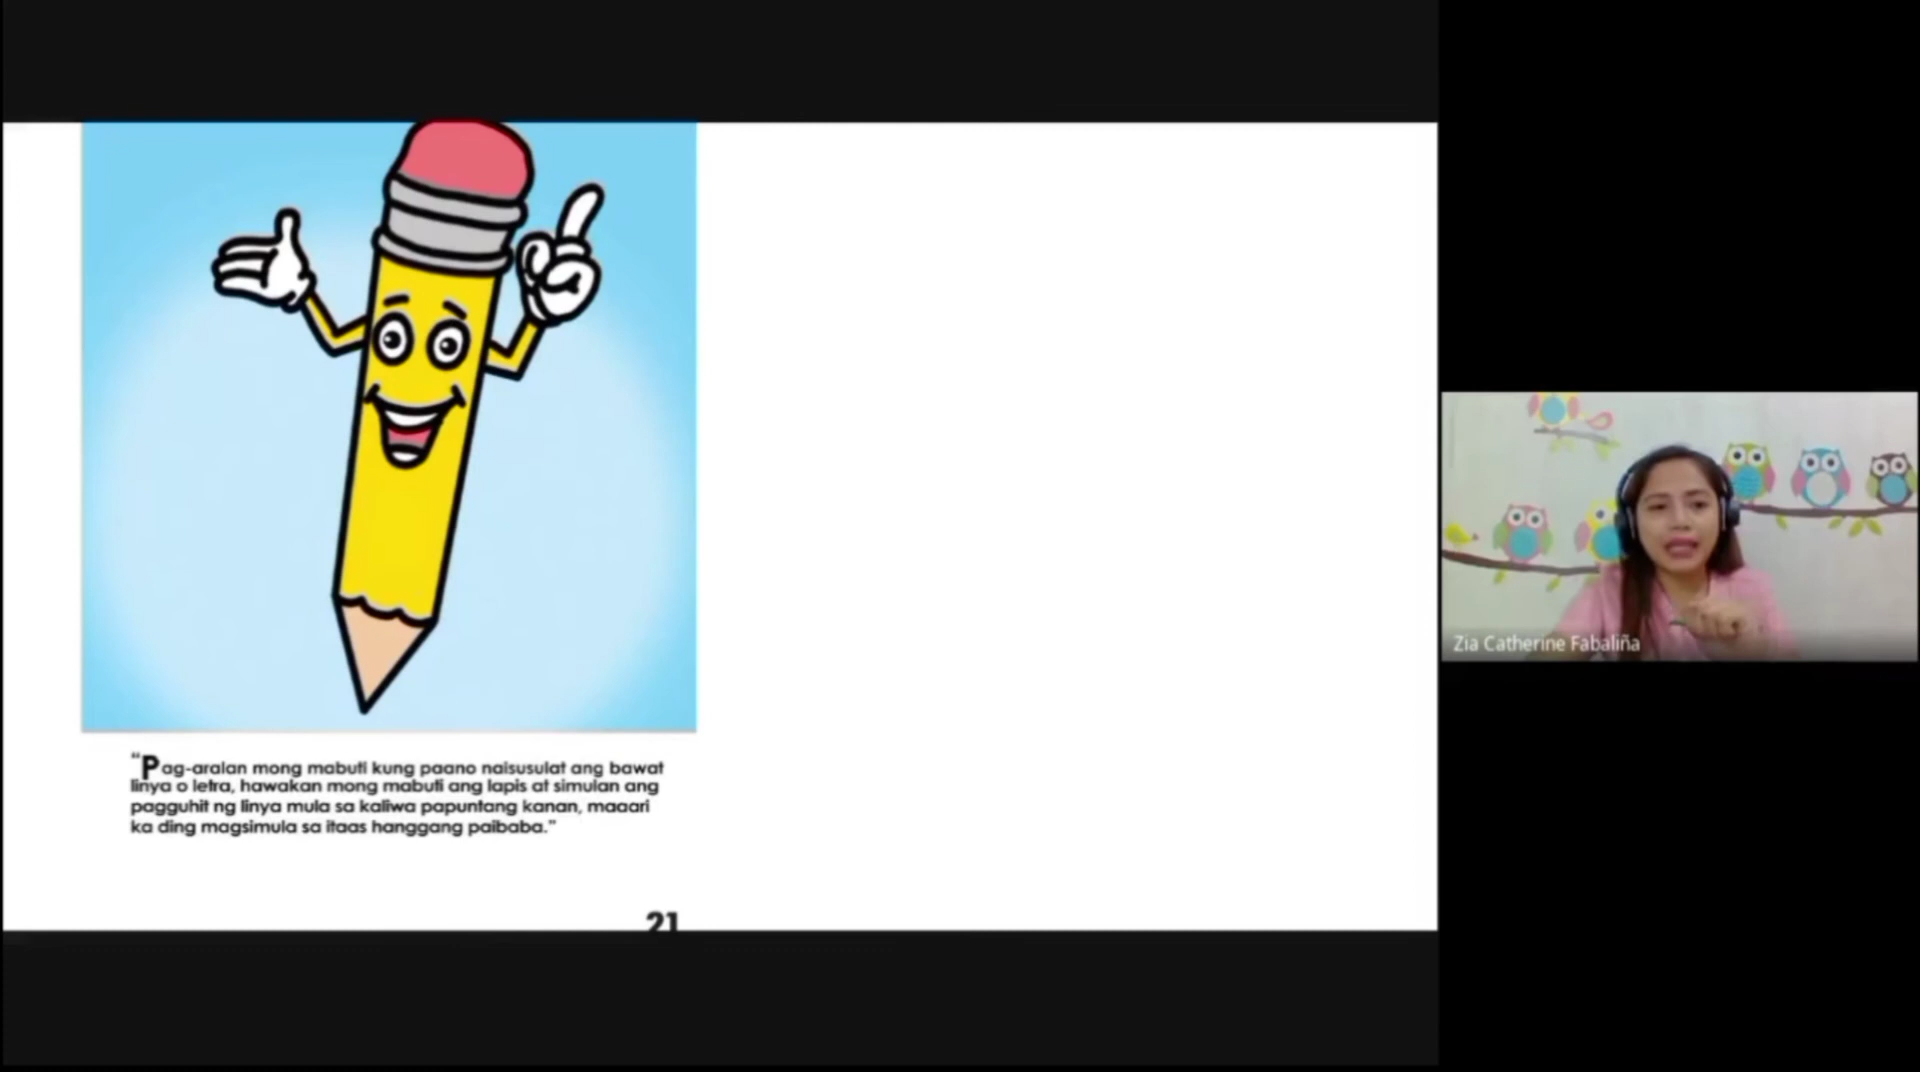 “Pag-aralan mong mabuti kung paano naisusulat ang bawat
linya o letra, hawakan mong mabuti ang lapis at simulan ang
pagguhit ng linya mula sa kaliwa papuntang kanan, maaari
ka ding magsimula sa itaas hanggang paibaba.”
21
Zia Catherine Fabaliña